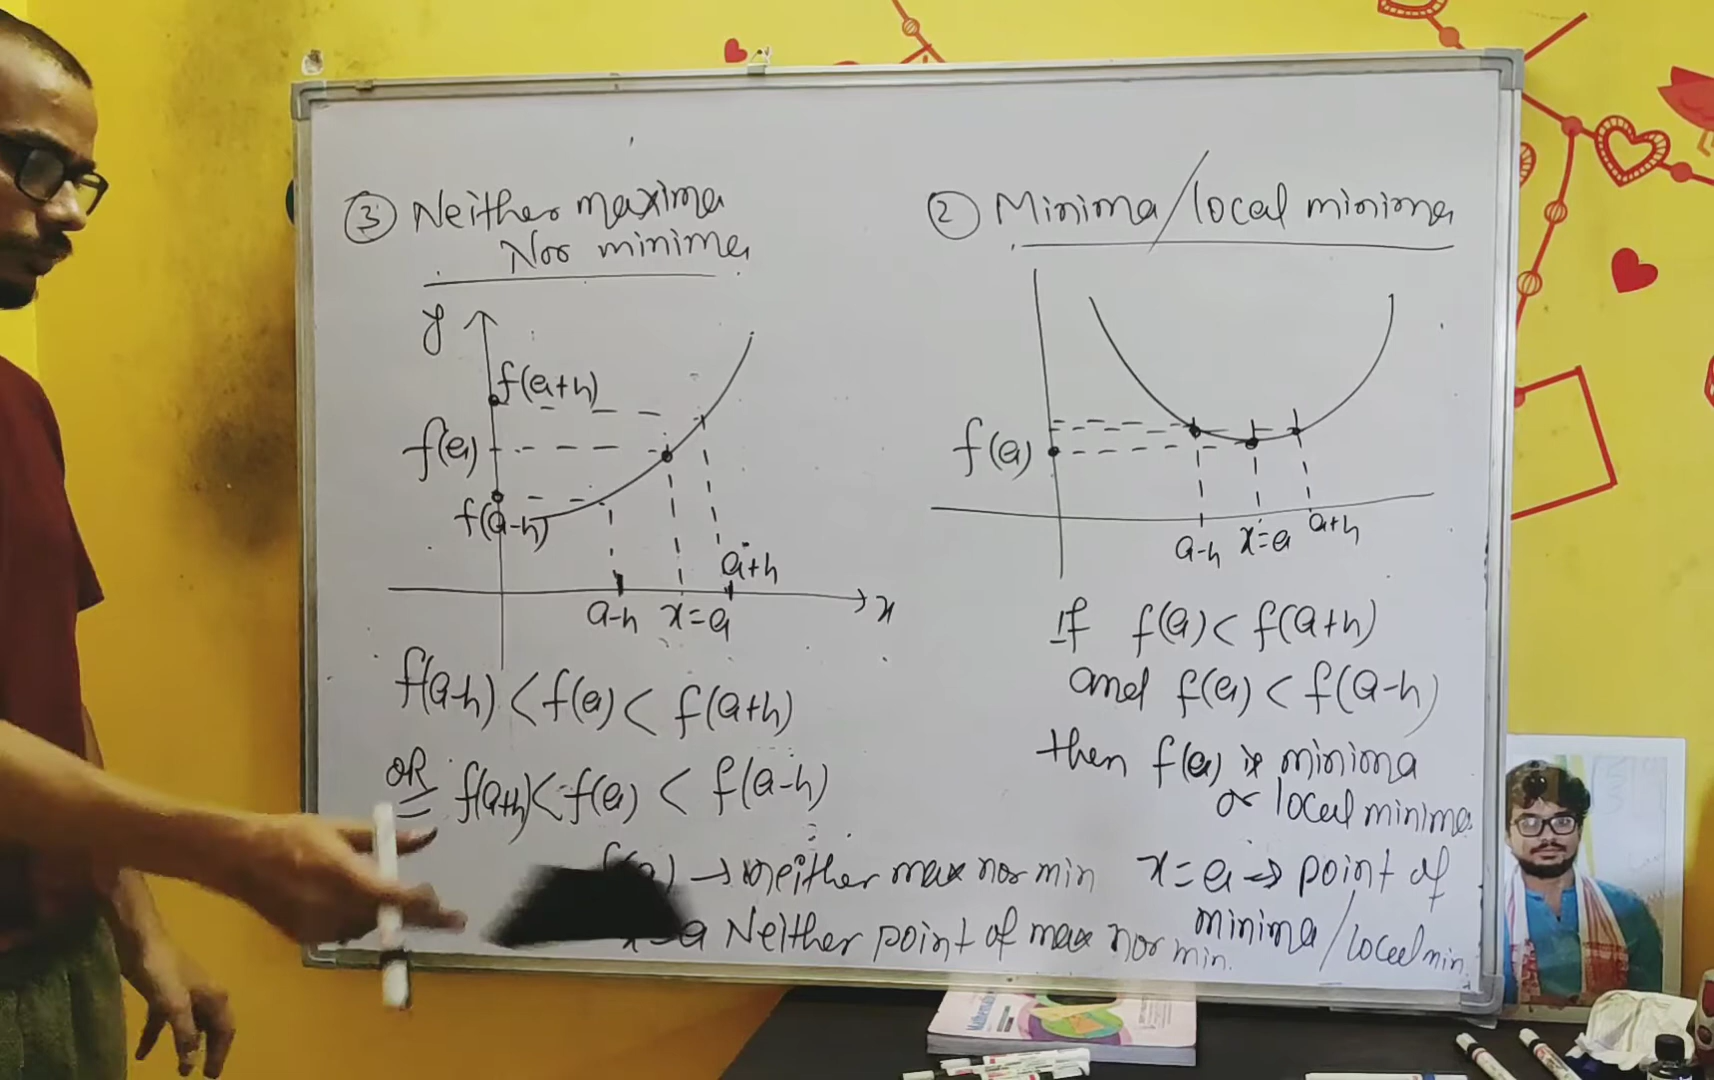 ③ Neither maxima
Nor minima
y
f(a+h)
f(a)
f(a-h)
a+h
a-h x=a
x
f(a-h) < f(a) < f(a+h)
OR f(a+h) < f(a) < f(a-h)
→ neither max nor min
a Neither point of max nor min.
② Minima/local minima
f(a)
a-h x=a a+h
If f(a) < f(a+h)
and f(a) < f(a-h)
then f(a) is minima
or local minima
x=a → point of
minima/local min.
Mathematics